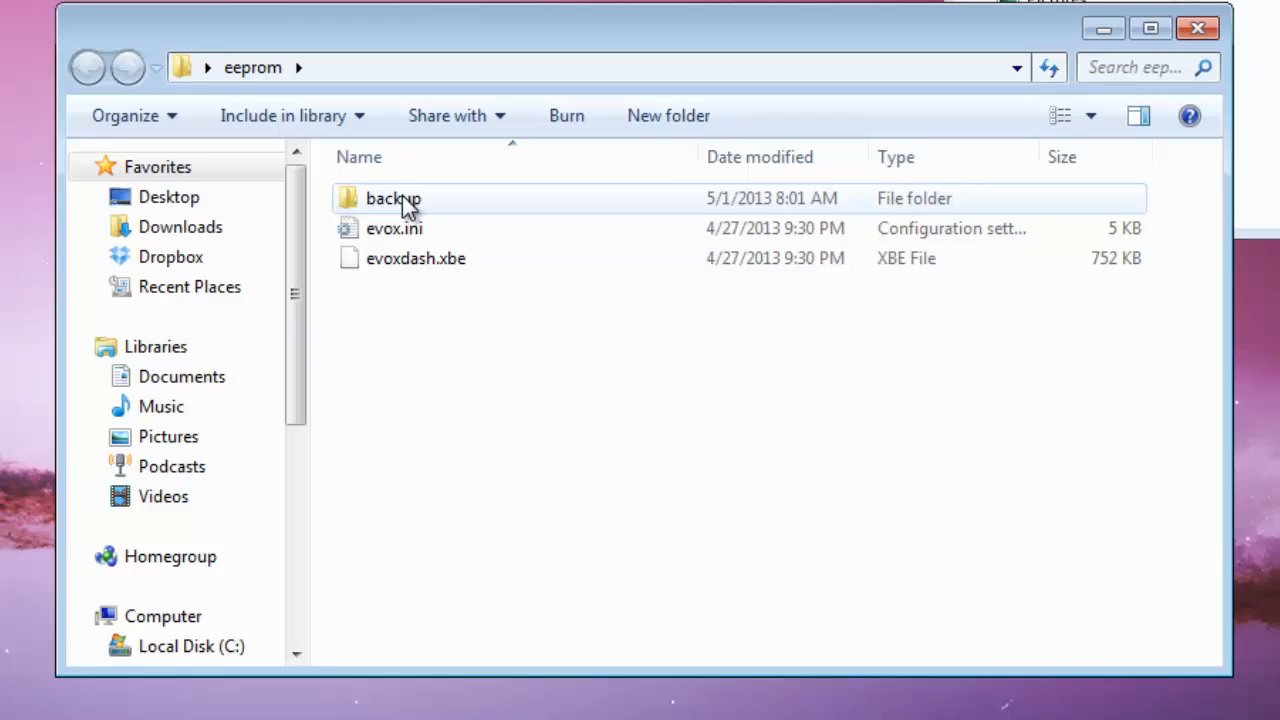 eeprom
Search eep...
Organize
Include in library
Share with
Burn
New folder
Name
Date modified
Type
Size
Favorites
Desktop
Downloads
Dropbox
Recent Places
Libraries
Documents
Music
Pictures
Podcasts
Videos
Homegroup
Computer
Local Disk (C:)
backup 5/1/2013 8:01 AM File folder
evox.ini 4/27/2013 9:30 PM Configuration sett... 5 KB
evoxdash.xbe 4/27/2013 9:30 PM XBE File 752 KB